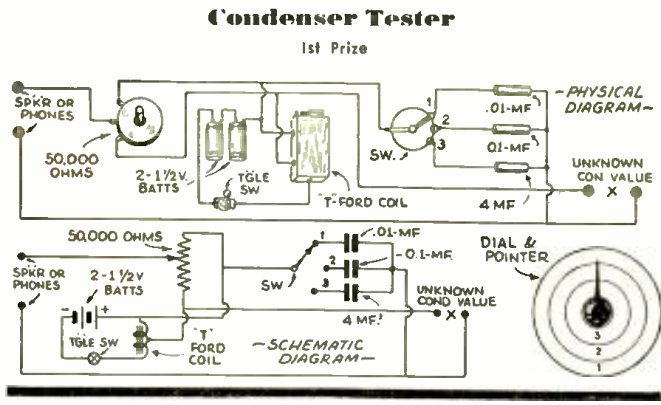 Condenser Tester
1st Prize
SPKR OR
PHONES
50,000
OHMS
2-1½V.
BATTS
TGLE
SW
"T"-FORD COIL
SW.
1
2
3
.01-MF
0.1-MF
4 MF
~PHYSICAL
DIAGRAM~
UNKNOWN
CON VALUE
X
50,000 OHMS
SPKR OR
PHONES
2-1½V
BATTS
-
+
TGLE SW
"T"
FORD
COIL
~SCHEMATIC
DIAGRAM~
SW
1
2
3
.01-MF
0.1-MF.
4 MF.
UNKNOWN
COND VALUE
X
DIAL &
POINTER
3
2
1